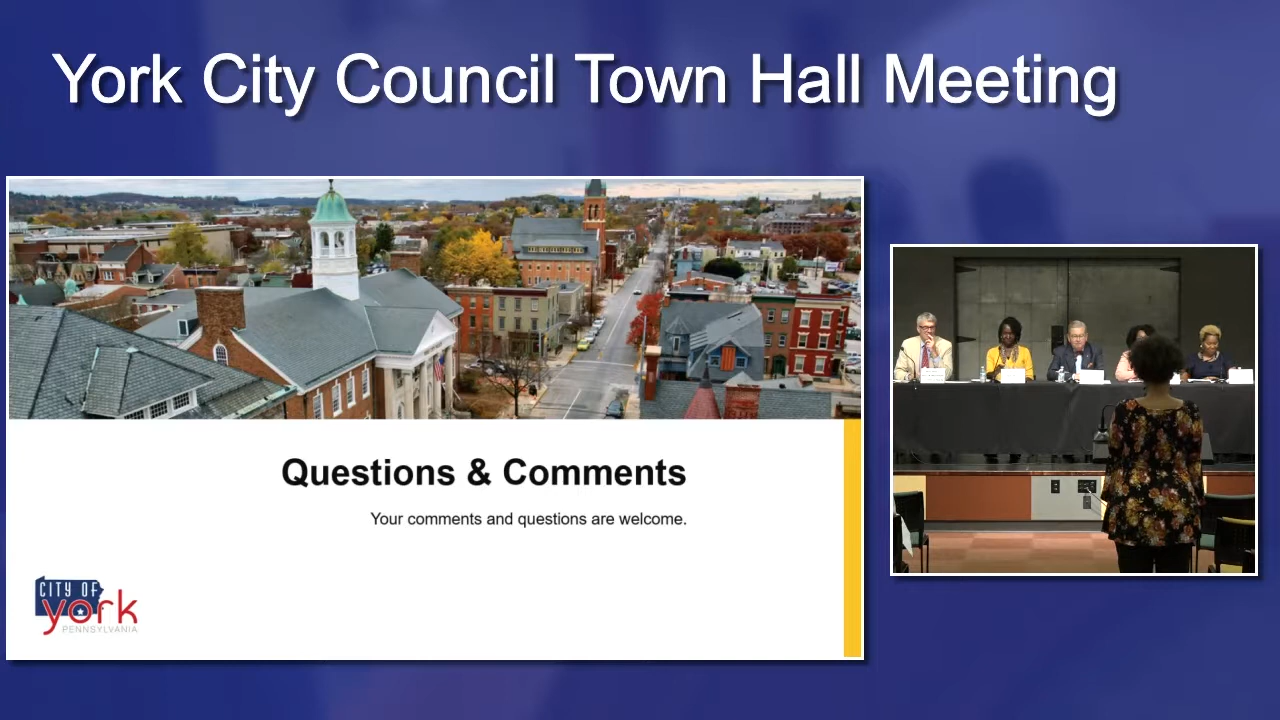 York City Council Town Hall Meeting
Questions & Comments
Your comments and questions are welcome.
CITY OF
york
PENNSYLVANIA